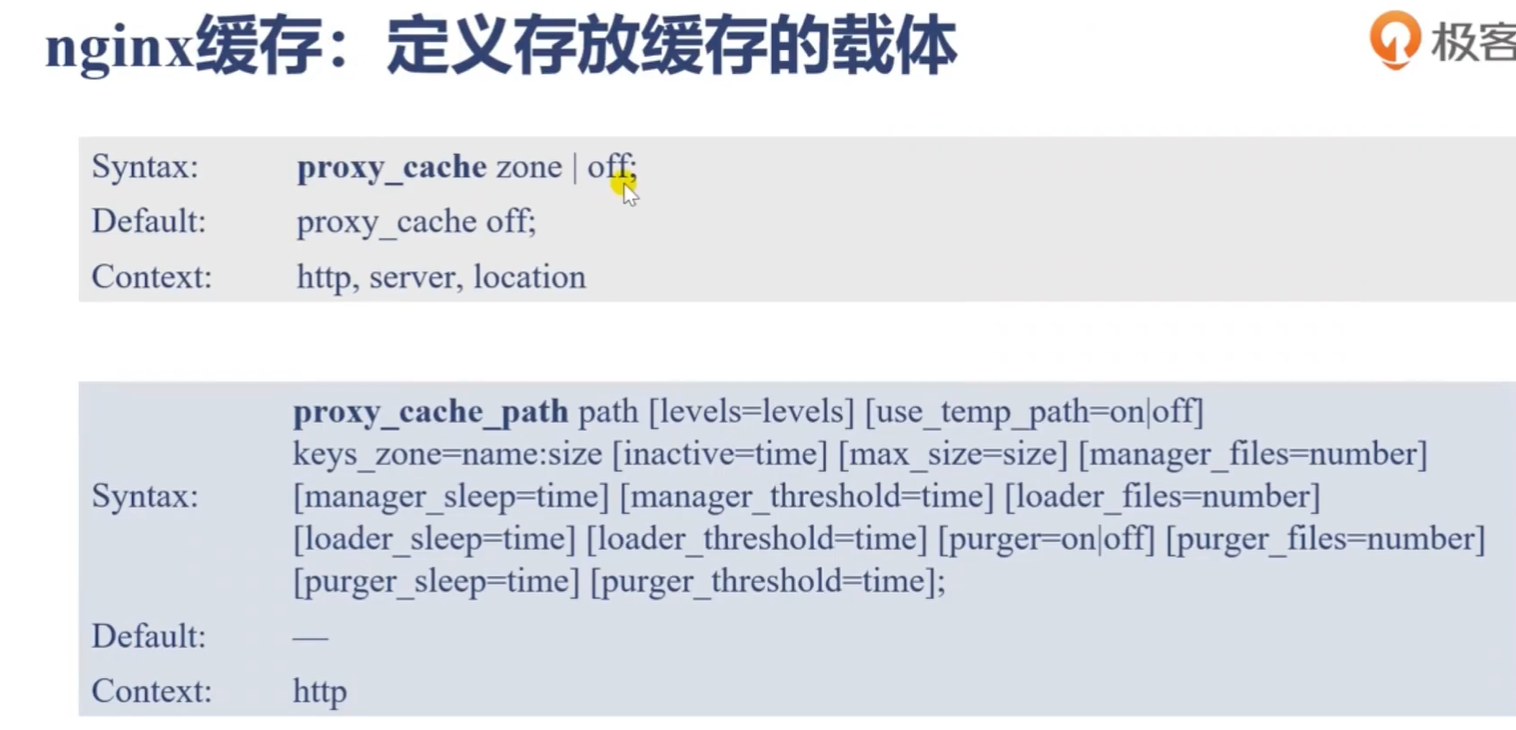 nginx缓存：定义存放缓存的载体
极客
Syntax: proxy_cache zone | off;
Default: proxy_cache off;
Context: http, server, location
proxy_cache_path path [levels=levels] [use_temp_path=on|off]
keys_zone=name:size [inactive=time] [max_size=size] [manager_files=number]
Syntax: [manager_sleep=time] [manager_threshold=time] [loader_files=number]
[loader_sleep=time] [loader_threshold=time] [purger=on|off] [purger_files=number]
[purger_sleep=time] [purger_threshold=time];
Default: —
Context: http